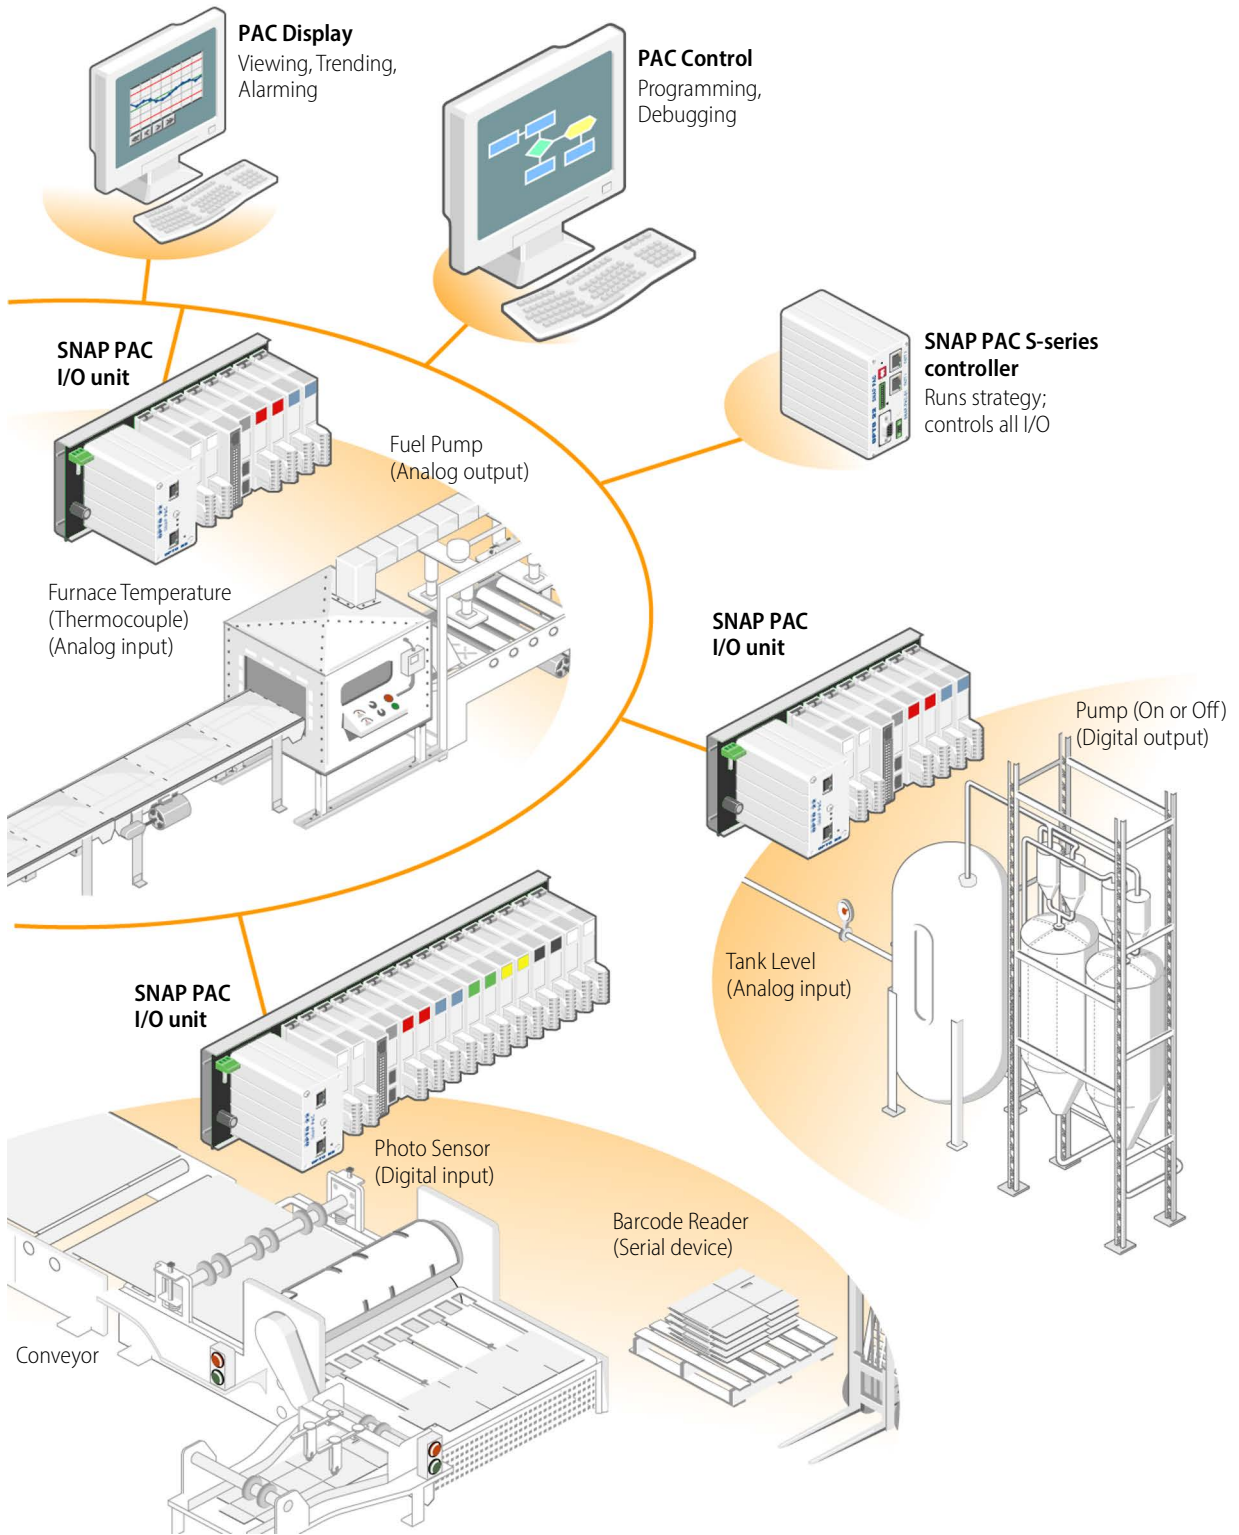 PAC Display
Viewing, Trending,
Alarming
PAC Control
Programming,
Debugging
SNAP PAC
I/O unit
SNAP PAC S-series
controller
Runs strategy;
controls all I/O
Fuel Pump
(Analog output)
Furnace Temperature
(Thermocouple)
(Analog input)
SNAP PAC
I/O unit
Pump (On or Off)
(Digital output)
Tank Level
(Analog input)
SNAP PAC
I/O unit
Photo Sensor
(Digital input)
Barcode Reader
(Serial device)
Conveyor